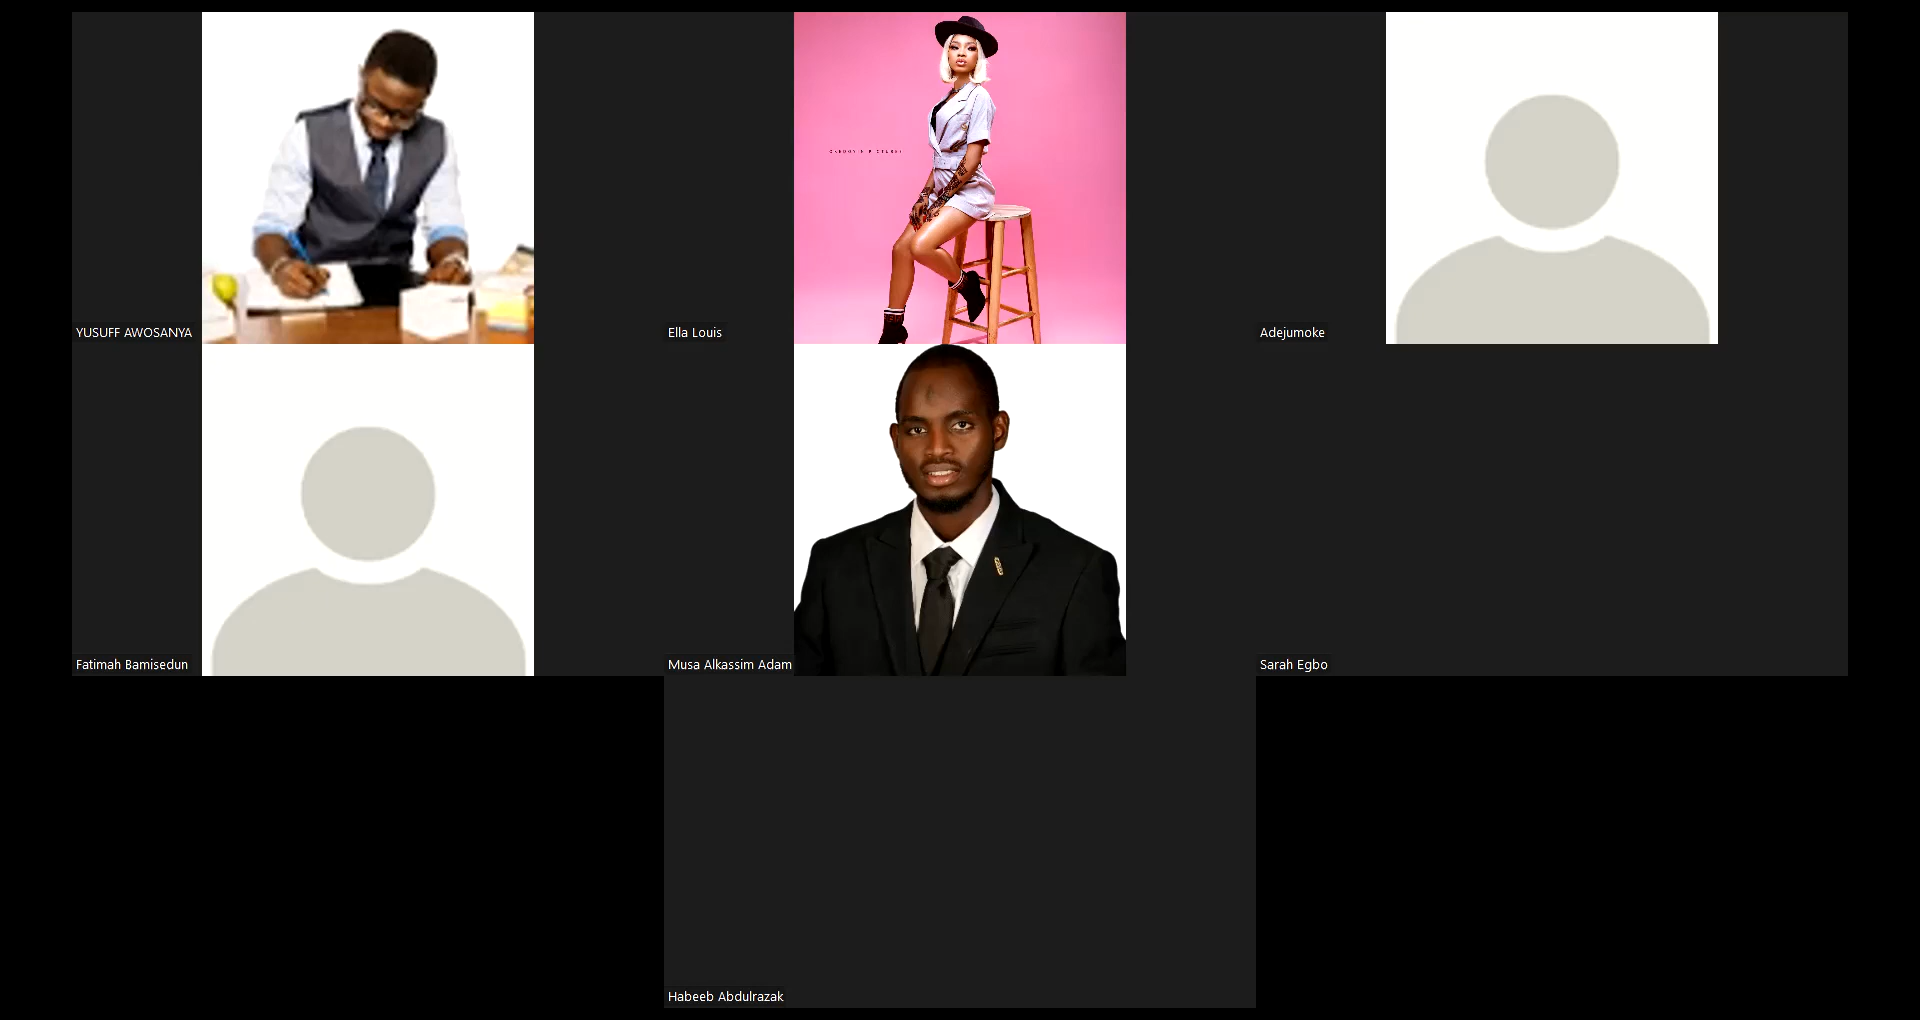 YUSUFF AWOSANYA
Ella Louis
Adejumoke
Fatimah Bamisedun
Musa Alkassim Adam
Sarah Egbo
Habeeb Abdulrazak